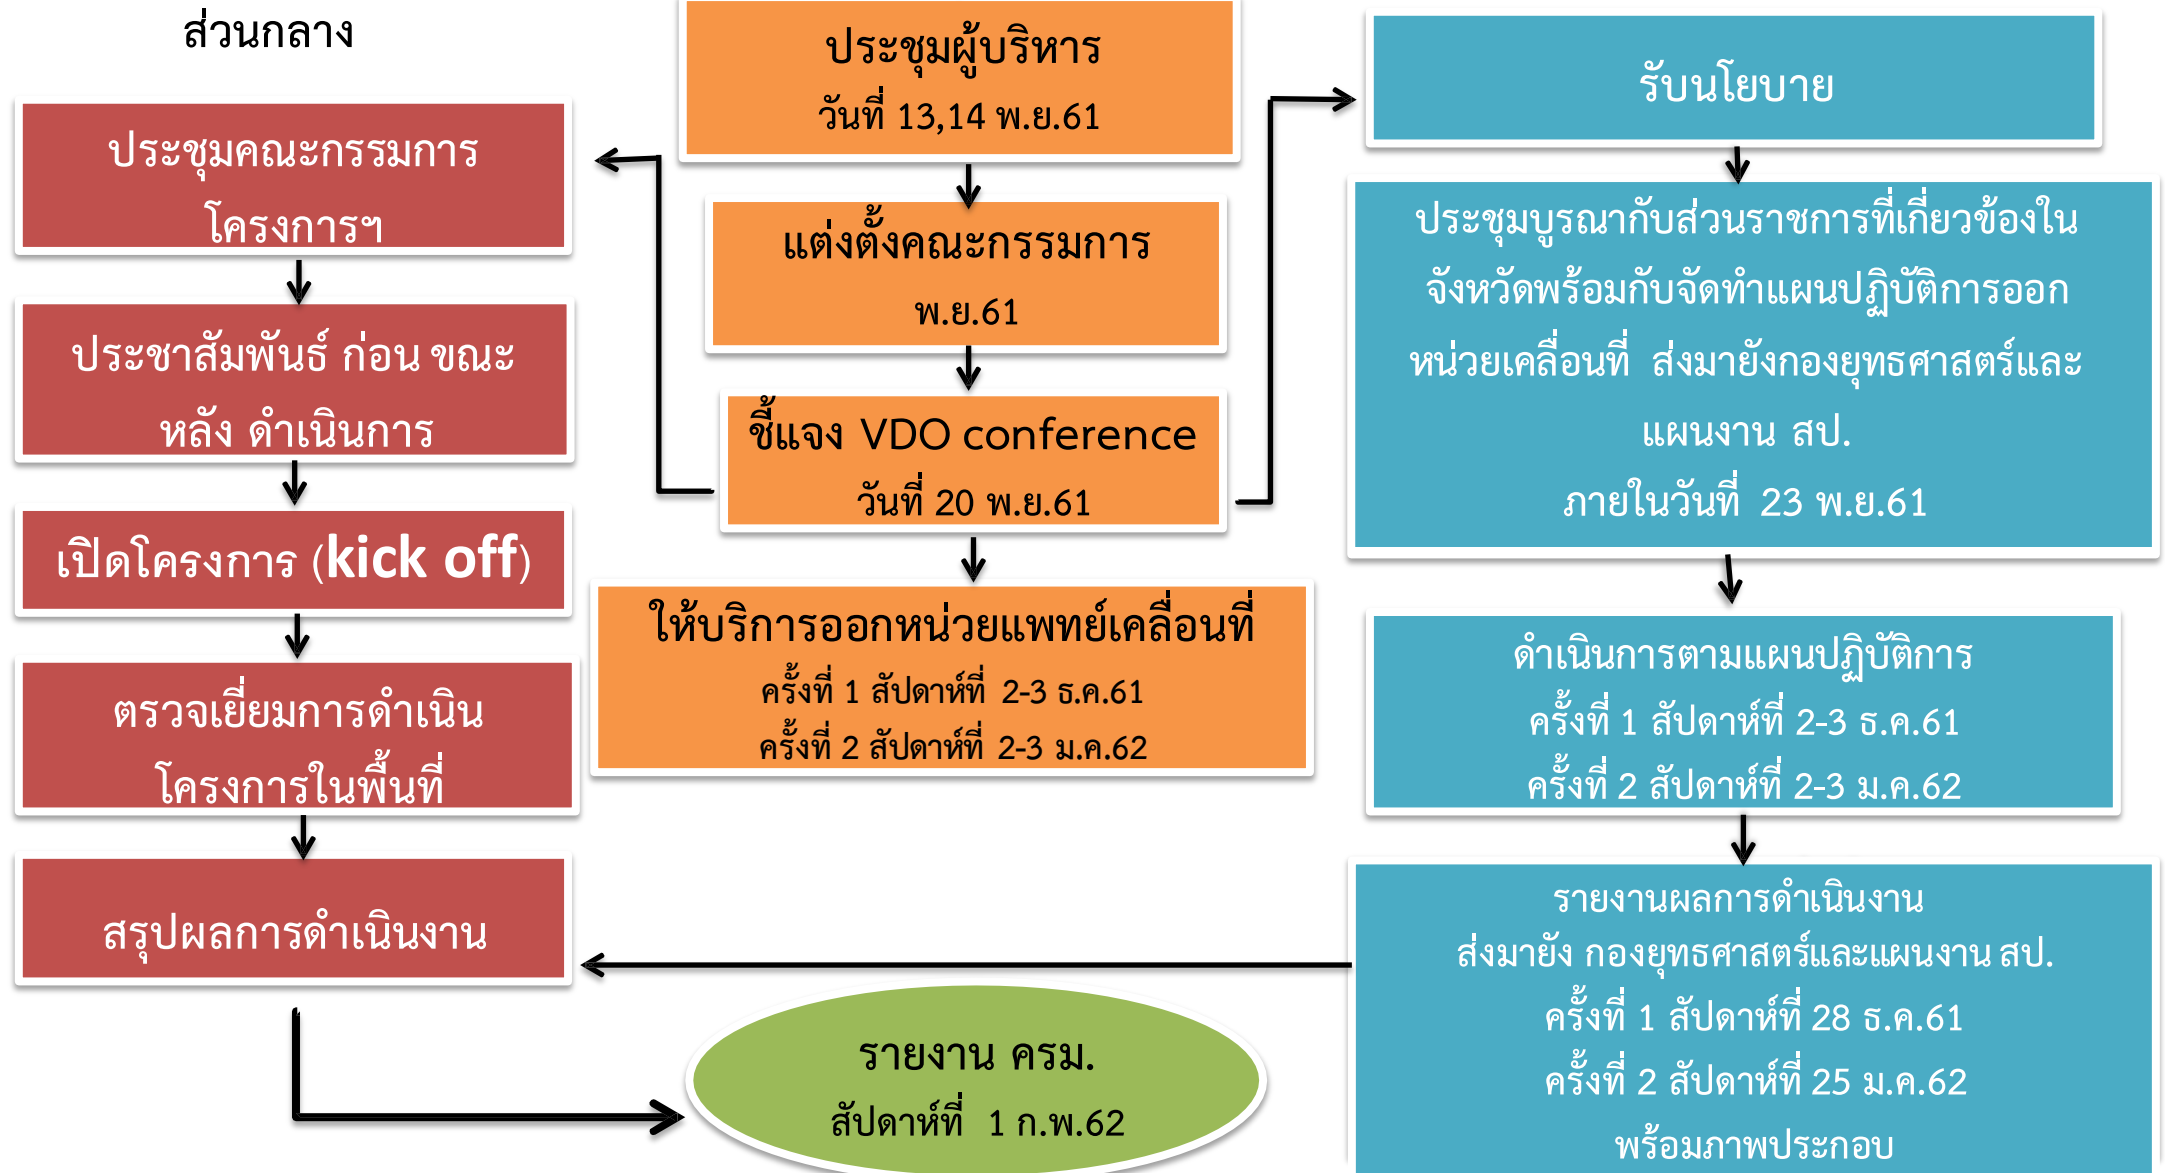 ส่วนกลาง
ประชุมคณะกรรมการ
โครงการฯ
ประชาสัมพันธ์ ก่อน ขณะ
หลัง ดำเนินการ
เปิดโครงการ (kick off)
ตรวจเยี่ยมการดำเนิน
โครงการในพื้นที่
สรุปผลการดำเนินงาน
ประชุมผู้บริหาร
วันที่ 13,14 พ.ย.61
แต่งตั้งคณะกรรมการ
พ.ย.61
ชี้แจง VDO conference
วันที่ 20 พ.ย.61
ให้บริการออกหน่วยแพทย์เคลื่อนที่
ครั้งที่ 1 สัปดาห์ที่ 2-3 ธ.ค.61
ครั้งที่ 2 สัปดาห์ที่ 2-3 ม.ค.62
รายงาน ครม.
สัปดาห์ที่ 1 ก.พ.62
รับนโยบาย
ประชุมบูรณากับส่วนราชการที่เกี่ยวข้องใน
จังหวัดพร้อมกับจัดทำแผนปฏิบัติการออก
หน่วยเคลื่อนที่ ส่งมายังกองยุทธศาสตร์และ
แผนงาน สป.
ภายในวันที่ 23 พ.ย.61
ดำเนินการตามแผนปฏิบัติการ
ครั้งที่ 1 สัปดาห์ที่ 2-3 ธ.ค.61
ครั้งที่ 2 สัปดาห์ที่ 2-3 ม.ค.62
รายงานผลการดำเนินงาน
ส่งมายัง กองยุทธศาสตร์และแผนงาน สป.
ครั้งที่ 1 สัปดาห์ที่ 28 ธ.ค.61
ครั้งที่ 2 สัปดาห์ที่ 25 ม.ค.62
พร้อมภาพประกอบ